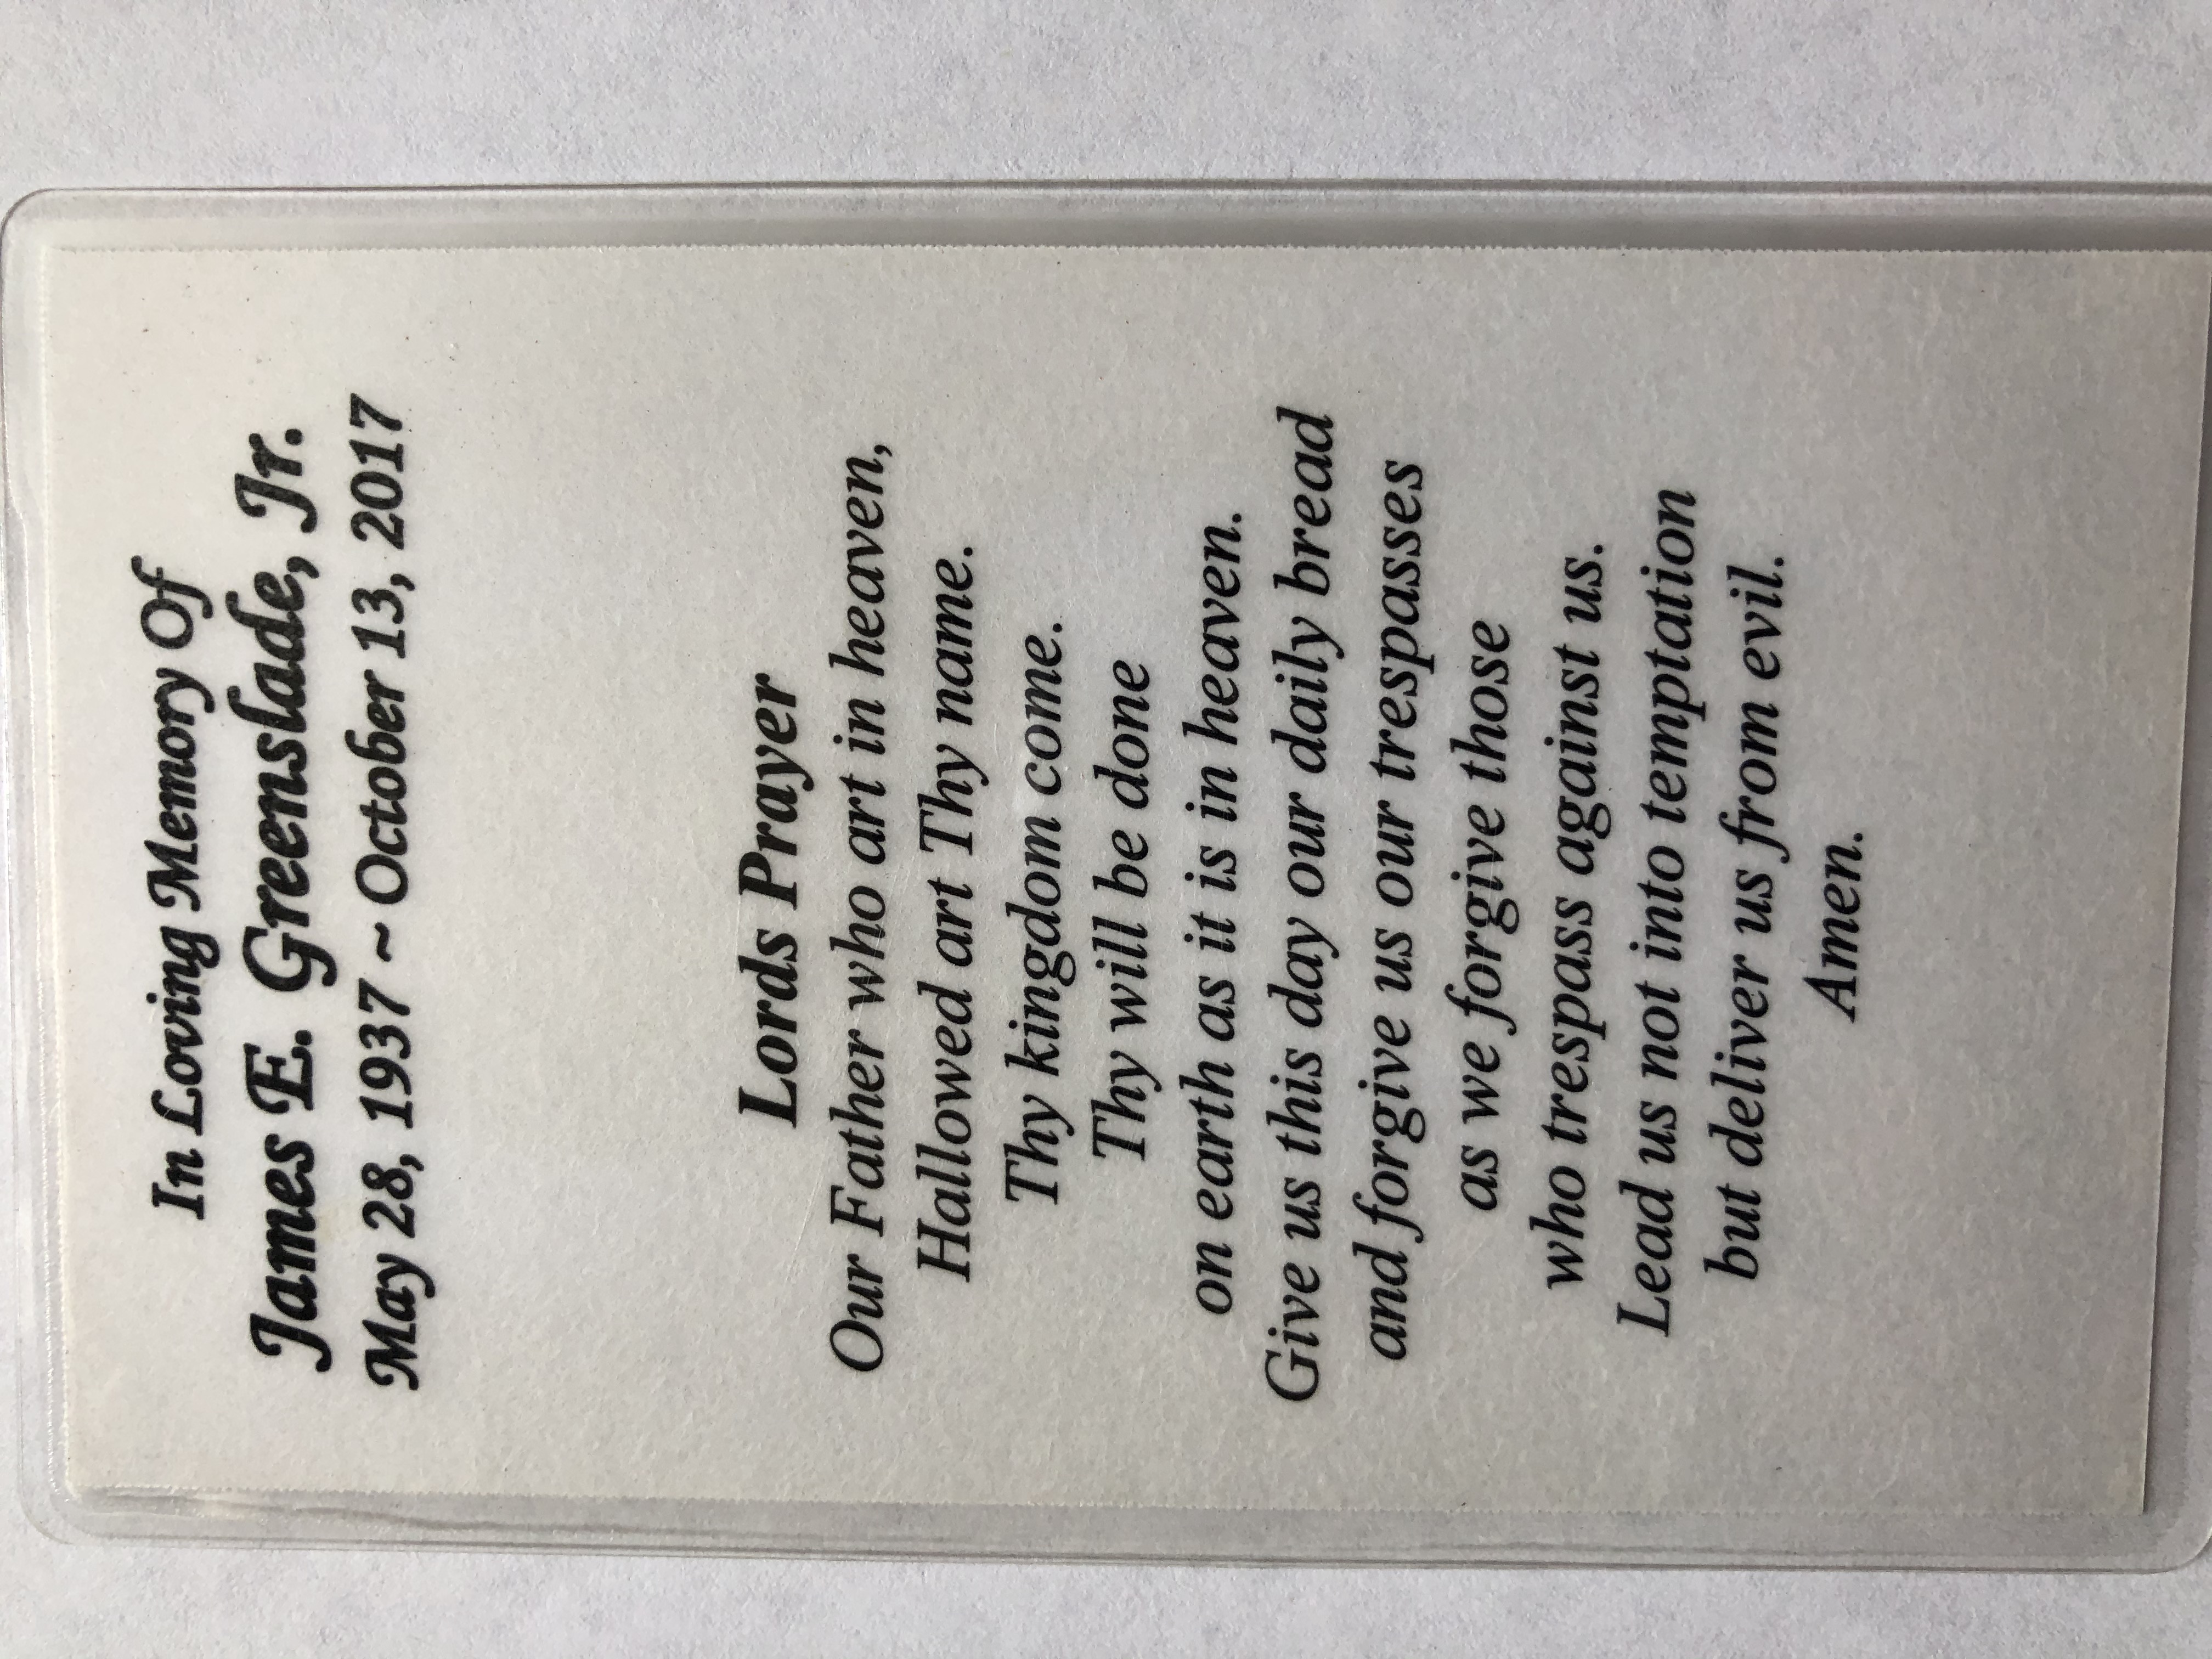 In Loving Memory Of
James E. Greenslade, Jr.
May 28, 1937 ~ October 13, 2017
Lords Prayer
Our Father who art in heaven,
Hallowed art Thy name.
Thy kingdom come.
Thy will be done
on earth as it is in heaven.
Give us this day our daily bread
and forgive us our trespasses
as we forgive those
who trespass against us.
Lead us not into temptation
but deliver us from evil.
Amen.